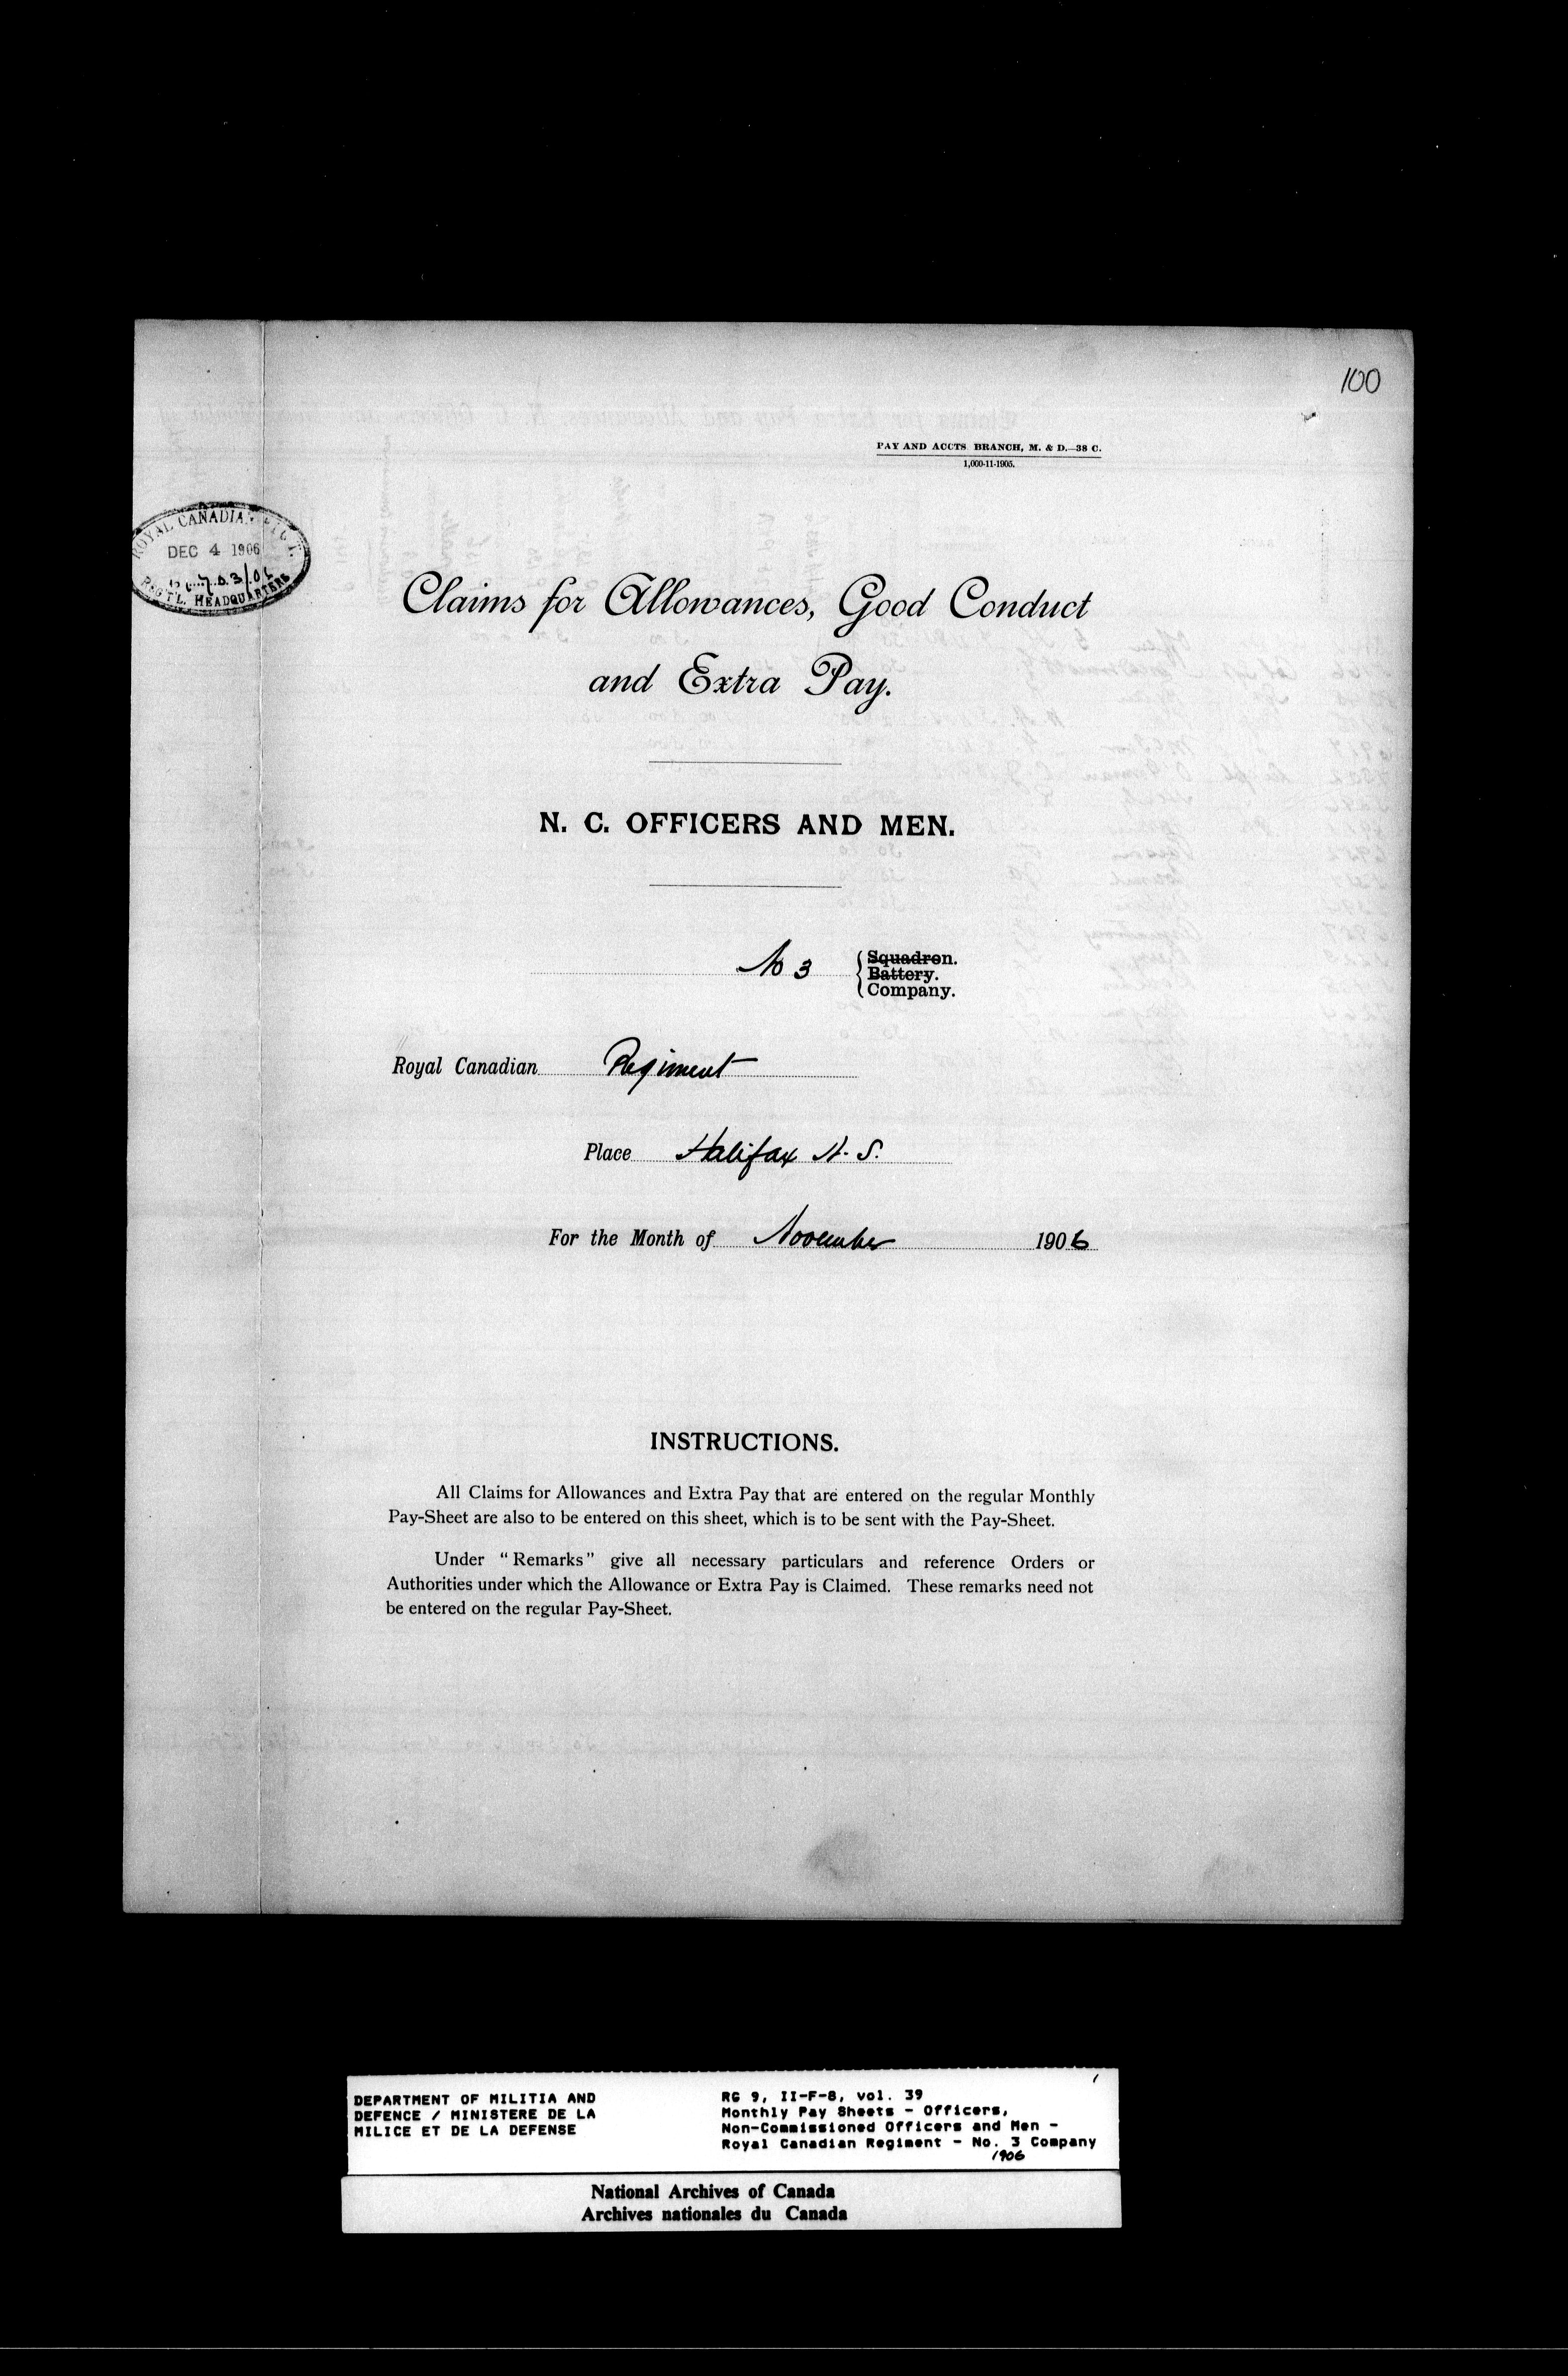 100
PAY AND ACCTS. BRANCH, M. & D.—38 C.
1,000-11-1905.
ROYAL CANADIAN REGT.
DEC 4 1906
REG'T'L. HEADQUARTERS
Claims for Allowances, Good Conduct
and Extra Pay.
N. C. OFFICERS AND MEN.
Squadron.
No 3 Battery.
Company.
Royal Canadian Regiment
Place Halifax N. S.
For the Month of November 1906
INSTRUCTIONS.
All Claims for Allowances and Extra Pay that are entered on the regular Monthly
Pay-Sheet are also to be entered on this sheet, which is to be sent with the Pay-Sheet.
Under "Remarks" give all necessary particulars and reference Orders or
Authorities under which the Allowance or Extra Pay is Claimed. These remarks need not
be entered on the regular Pay-Sheet.
DEPARTMENT OF MILITIA AND
DEFENCE / MINISTERE DE LA
MILICE ET DE LA DEFENSE
RG 9, II-F-8, vol. 39
Monthly Pay Sheets - Officers,
Non-Commissioned Officers and Men -
Royal Canadian Regiment - No. 3 Company
1906
National Archives of Canada
Archives nationales du Canada